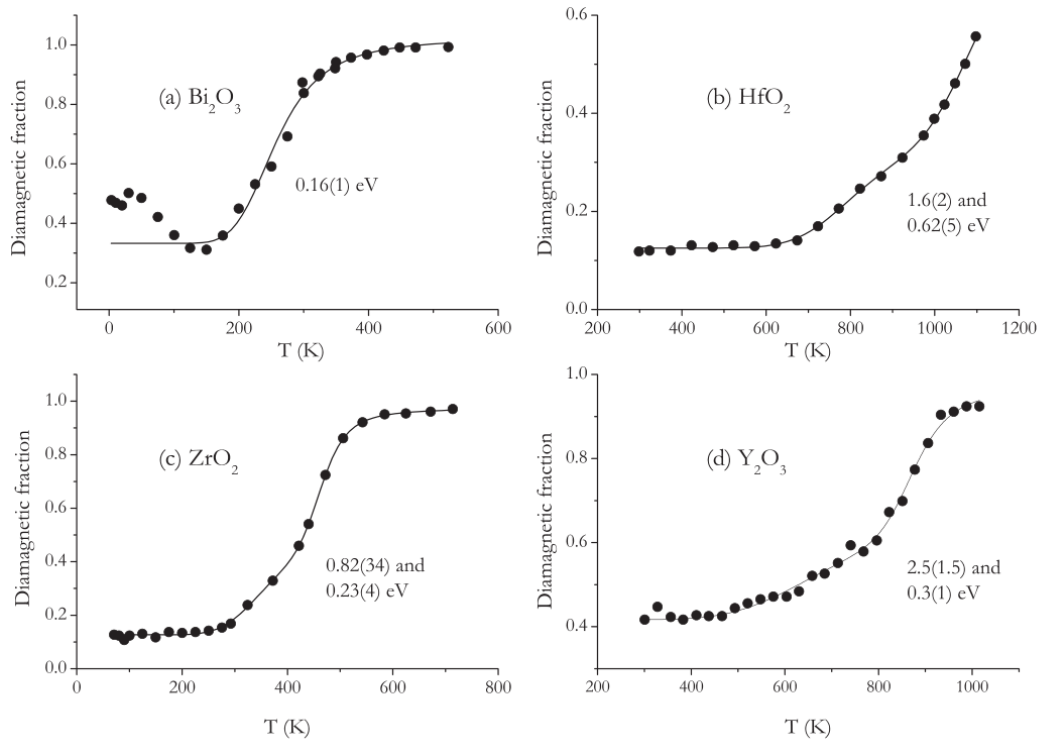 1.0
0.8
0.6
0.4
0.2
Diamagnetic fraction
(a) Bi₂O₃
0.16(1) eV
0
200
400
600
T (K)
0.6
0.4
0.2
0.0
Diamagnetic fraction
(b) HfO₂
1.6(2) and
0.62(5) eV
200
400
600
800
1000
1200
T (K)
1.0
0.8
0.6
0.4
0.2
0.0
Diamagnetic fraction
(c) ZrO₂
0.82(34) and
0.23(4) eV
0
200
400
600
800
T (K)
1.0
0.8
0.6
0.4
Diamagnetic fraction
(d) Y₂O₃
2.5(1.5) and
0.3(1) eV
200
400
600
800
1000
T (K)